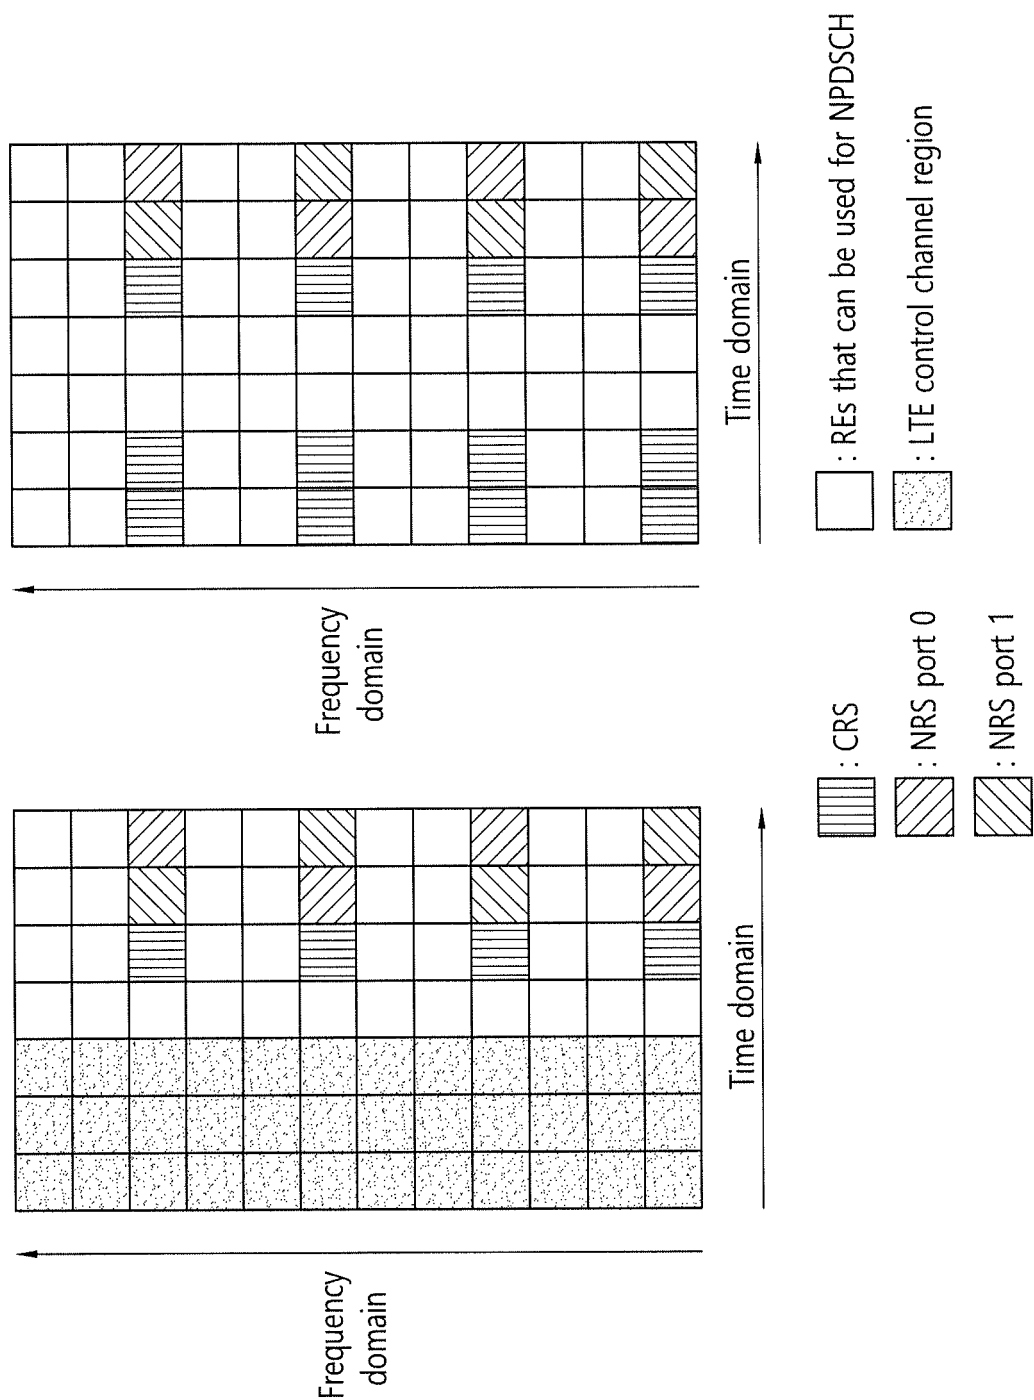 Frequency
domain
Time domain
Frequency
domain
Time domain
: CRS
: NRS port 0
: NRS port 1
: REs that can be used for NPDSCH
: LTE control channel region